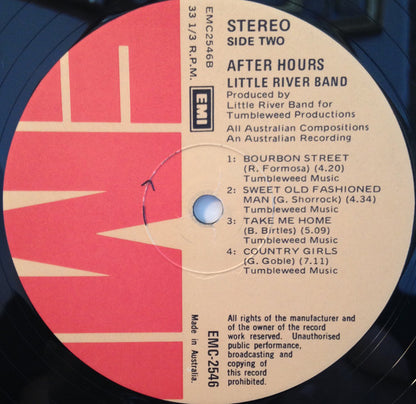 STEREO
SIDE TWO
EMC2546B
33 1/3 R.P.M.
EMI
AFTER HOURS
LITTLE RIVER BAND
Produced by
Little River Band for
Tumbleweed Productions
All Australian Compositions
An Australian Recording
1: BOURBON STREET
(R. Formosa) (4.20)
Tumbleweed Music
2: SWEET OLD FASHIONED
MAN (G. Shorrock) (4.34)
Tumbleweed Music
3: TAKE ME HOME
(B. Birtles) (5.09)
Tumbleweed Music
4: COUNTRY GIRLS
(G. Goble) (7.11)
Tumbleweed Music
All rights of the manufacturer and
of the owner of the record
work reserved. Unauthorised
public performance,
broadcasting and
copying of
this record
prohibited.
EMC-2546
Made in Australia.
EMI